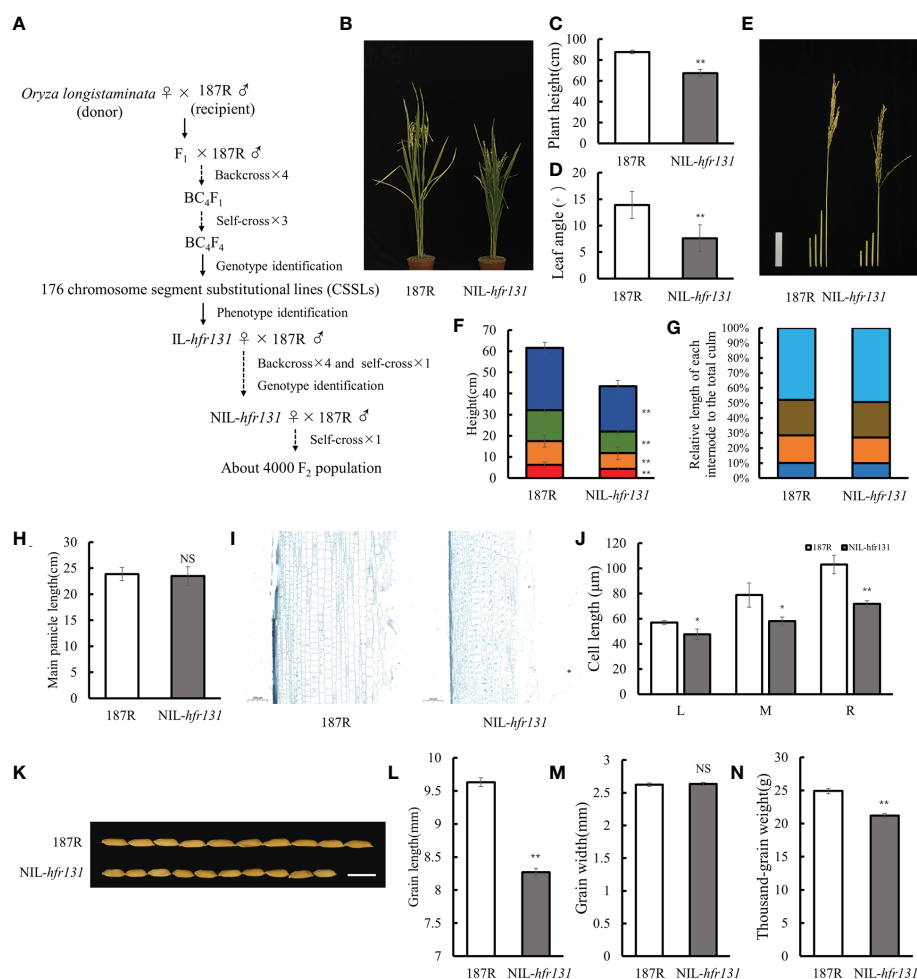 A
Oryza longistaminata ♀ × 187R ♂
(donor) (recipient)
F₁ × 187R ♂
Backcross×4
BC₄F₁
Self-cross×3
BC₄F₄
Genotype identification
176 chromosome segment substitutional lines (CSSLs)
Phenotype identification
IL-hfr131 ♀ × 187R ♂
Backcross×4 and self-cross×1
Genotype identification
NIL-hfr131 ♀ × 187R ♂
Self-cross×1
About 4000 F₂ population
B
187R NIL-hfr131
C
Plant height(cm)
100
80
60
40
20
0
**
187R NIL-hfr131
D
Leaf angle(°)
15
10
5
0
**
187R NIL-hfr131
E
187R NIL-hfr131
F
Height(cm)
70
60
50
40
30
20
10
0
**
**
**
**
187R NIL-hfr131
G
Relative length of each
internode to the total culm
100%
90%
80%
70%
60%
50%
40%
30%
20%
10%
0%
187R NIL-hfr131
H
Main panicle length(cm)
30
25
20
15
10
5
0
NS
187R NIL-hfr131
I
187R NIL-hfr131
J
187R NIL-hfr131
Cell length (μm)
120
100
80
60
40
20
0
*
*
**
L M R
K
187R
NIL-hfr131
L
Grain length(mm)
10
9.5
9
8.5
8
7.5
7
**
187R NIL-hfr131
M
Grain width(mm)
3
2.5
2
1.5
1
0.5
0
NS
187R NIL-hfr131
N
Thousand-grain weight(g)
30
25
20
15
10
5
0
**
187R NIL-hfr131